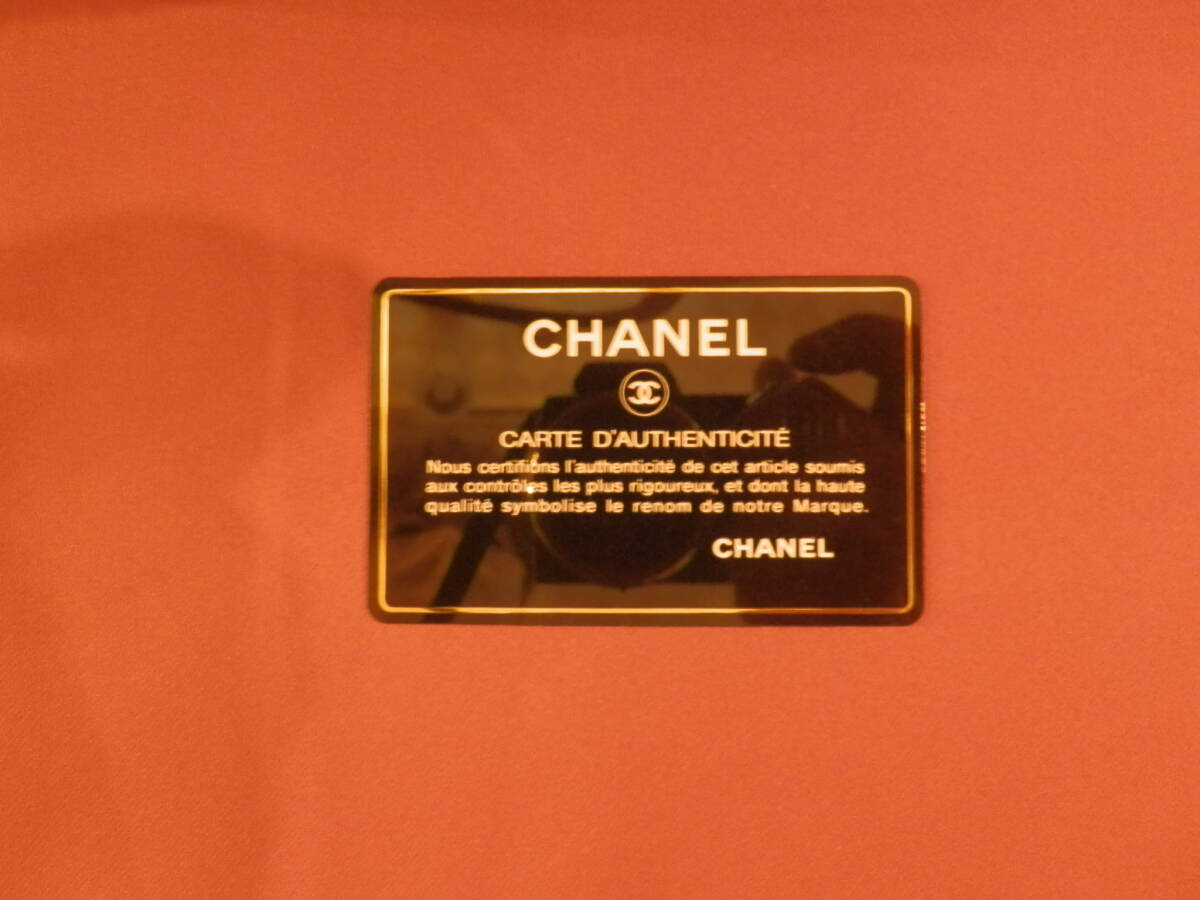 CHANEL
CARTE D'AUTHENTICITÉ
Nous certifions l'authenticité de cet article soumis
aux contrôles les plus rigoureux, et dont la haute
qualité symbolise le renom de notre Marque.
CHANEL